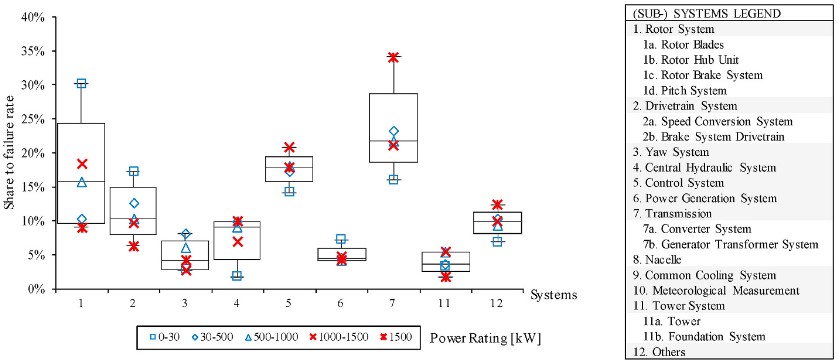 40%
35%
30%
25%
20%
15%
10%
5%
0%
Share to failure rate
1 2 3 4 5 6 7 11 12
Systems
0-30 30-500 500-1000 1000-1500 1500
Power Rating [kW]
(SUB-) SYSTEMS LEGEND
1. Rotor System
1a. Rotor Blades
1b. Rotor Hub Unit
1c. Rotor Brake System
1d. Pitch System
2. Drivetrain System
2a. Speed Conversion System
2b. Brake System Drivetrain
3. Yaw System
4. Central Hydraulic System
5. Control System
6. Power Generation System
7. Transmission
7a. Converter System
7b. Generator Transformer System
8. Nacelle
9. Common Cooling System
10. Meteorological Measurement
11. Tower System
11a. Tower
11b. Foundation System
12. Others